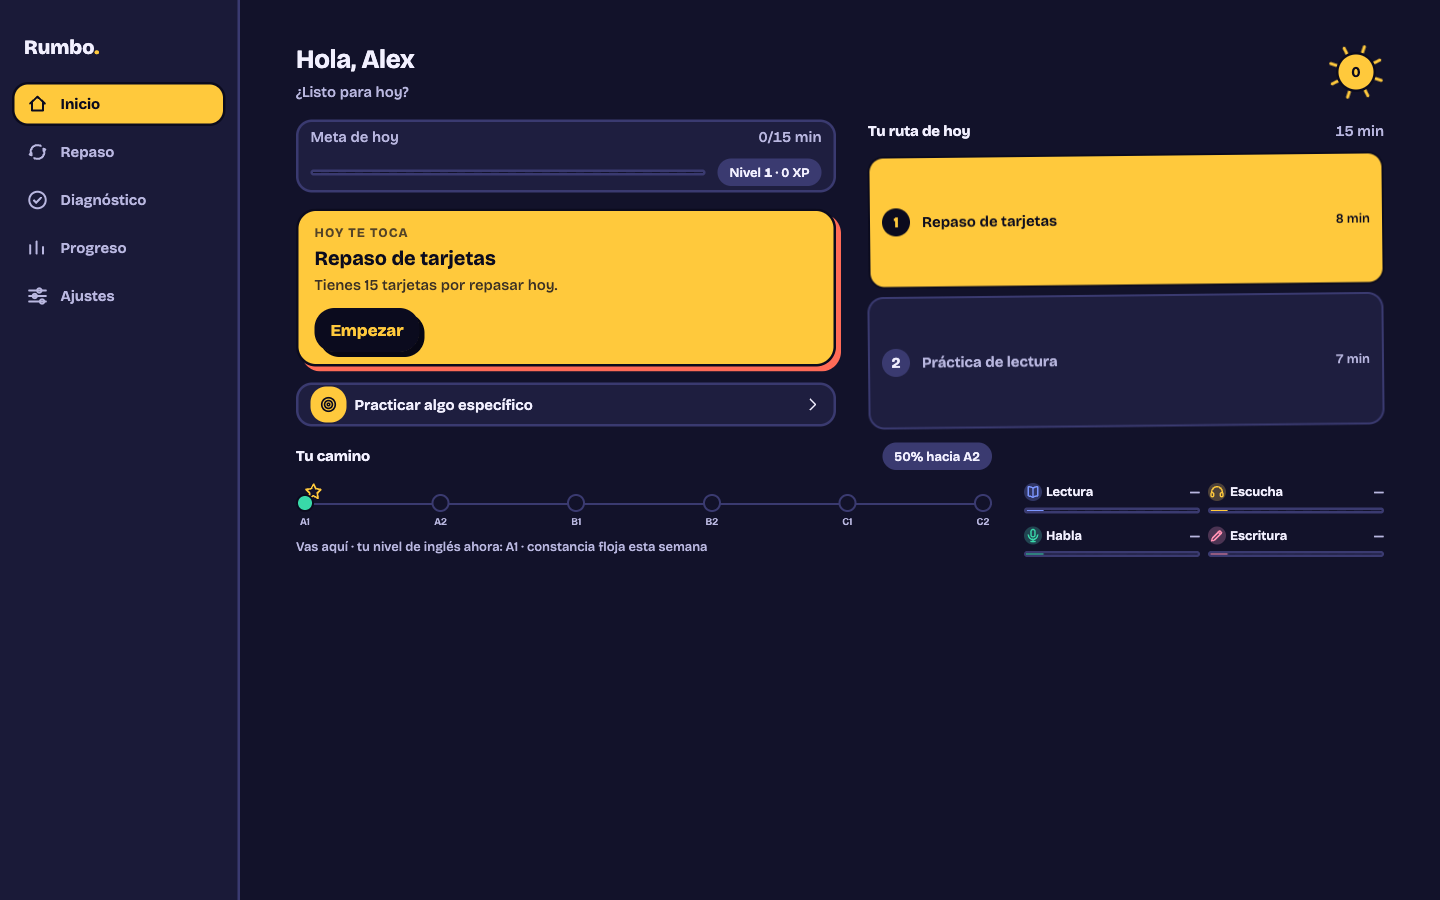 Rumbo.
Inicio
Repaso
Diagnóstico
Progreso
Ajustes
Hola, Alex
¿Listo para hoy?
0
Meta de hoy 0/15 min
Nivel 1 · 0 XP
HOY TE TOCA
Repaso de tarjetas
Tienes 15 tarjetas por repasar hoy.
Empezar
Practicar algo específico
Tu ruta de hoy 15 min
1 Repaso de tarjetas 8 min
2 Práctica de lectura 7 min
Tu camino 50% hacia A2
A1 A2 B1 B2 C1 C2
Vas aquí · tu nivel de inglés ahora: A1 · constancia floja esta semana
Lectura –
Escucha –
Habla –
Escritura –